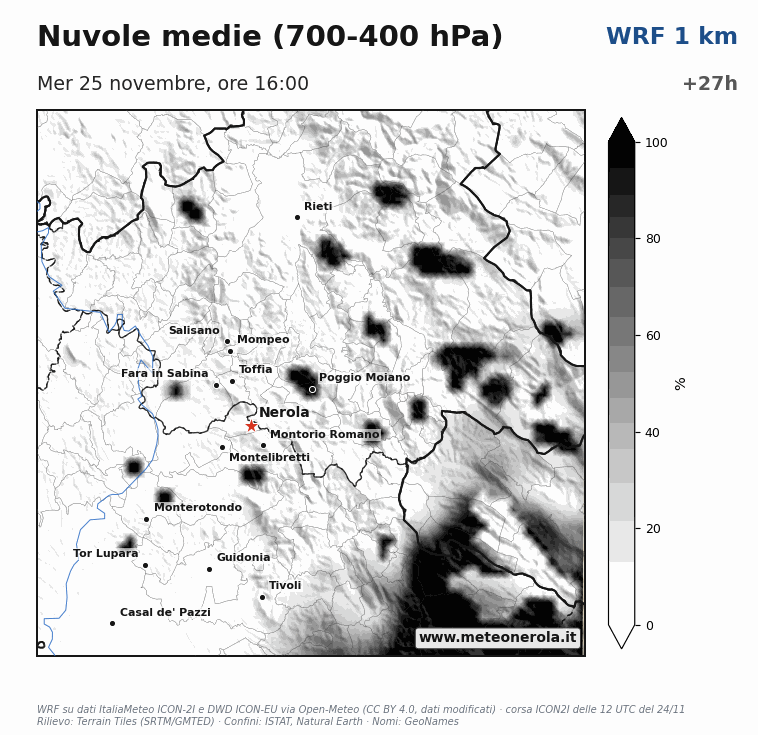 Nuvole medie (700-400 hPa)
WRF 1 km
Mer 25 novembre, ore 16:00
+27h
100
80
60
40
20
0
%
Rieti
Salisano
Mompeo
Toffia
Fara in Sabina
Poggio Moiano
Nerola
Montorio Romano
Montelibretti
Monterotondo
Tor Lupara
Guidonia
Tivoli
Casal de' Pazzi
www.meteonerola.it
WRF su dati ItaliaMeteo ICON-2I e DWD ICON-EU via Open-Meteo (CC BY 4.0, dati modificati) · corsa ICON2I delle 12 UTC del 24/11
Rilievo: Terrain Tiles (SRTM/GMTED) · Confini: ISTAT, Natural Earth · Nomi: GeoNames